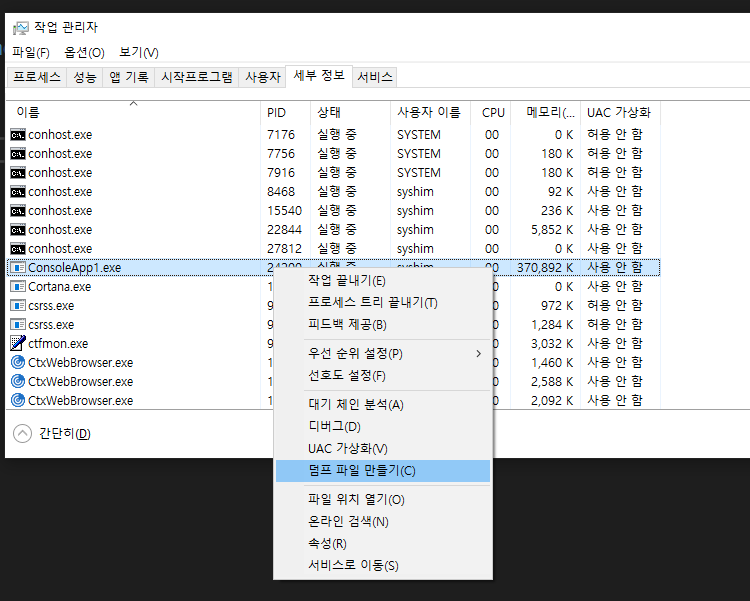 작업 관리자
파일(F) 옵션(O) 보기(V)
프로세스 성능 앱 기록 시작프로그램 사용자 세부 정보 서비스
이름 PID 상태 사용자 이름 CPU 메모리(... UAC 가상화
conhost.exe 7176 실행 중 SYSTEM 00 0 K 허용 안 함
conhost.exe 7756 실행 중 SYSTEM 00 180 K 허용 안 함
conhost.exe 7916 실행 중 SYSTEM 00 180 K 허용 안 함
conhost.exe 8468 실행 중 syshim 00 92 K 사용 안 함
conhost.exe 15540 실행 중 syshim 00 236 K 사용 안 함
conhost.exe 22844 실행 중 syshim 00 5,852 K 사용 안 함
conhost.exe 27812 실행 중 syshim 00 0 K 사용 안 함
ConsoleApp1.exe 실행 중 syshim 00 370,892 K 사용 안 함
Cortana.exe 1 0 K 사용 안 함
csrss.exe 9 972 K 허용 안 함
csrss.exe 9 1,284 K 허용 안 함
ctfmon.exe 9 3,032 K 사용 안 함
CtxWebBrowser.exe 1 1,460 K 사용 안 함
CtxWebBrowser.exe 1 2,588 K 사용 안 함
CtxWebBrowser.exe 1 2,092 K 사용 안 함
간단히(D)
작업 끝내기(E)
프로세스 트리 끝내기(T)
피드백 제공(B)
우선 순위 설정(P)
선호도 설정(F)
대기 체인 분석(A)
디버그(D)
UAC 가상화(V)
덤프 파일 만들기(C)
파일 위치 열기(O)
온라인 검색(N)
속성(R)
서비스로 이동(S)